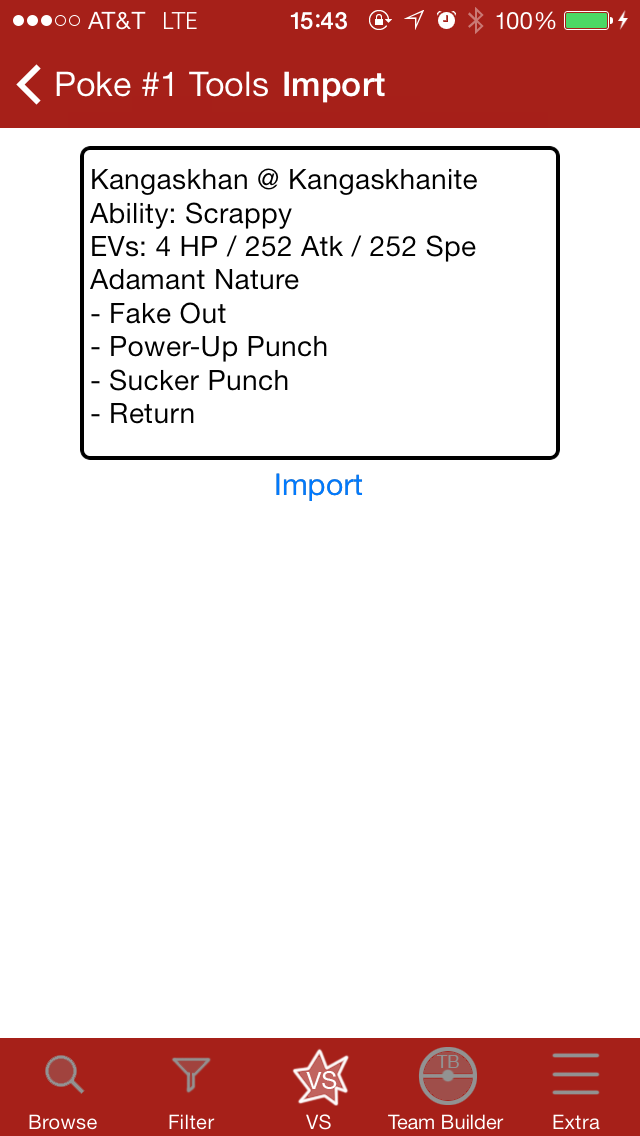 AT&T LTE 15:43 100%
Poke #1 Tools Import
Kangaskhan @ Kangaskhanite
Ability: Scrappy
EVs: 4 HP / 252 Atk / 252 Spe
Adamant Nature
- Fake Out
- Power-Up Punch
- Sucker Punch
- Return
Import
VS TB
Browse Filter VS Team Builder Extra